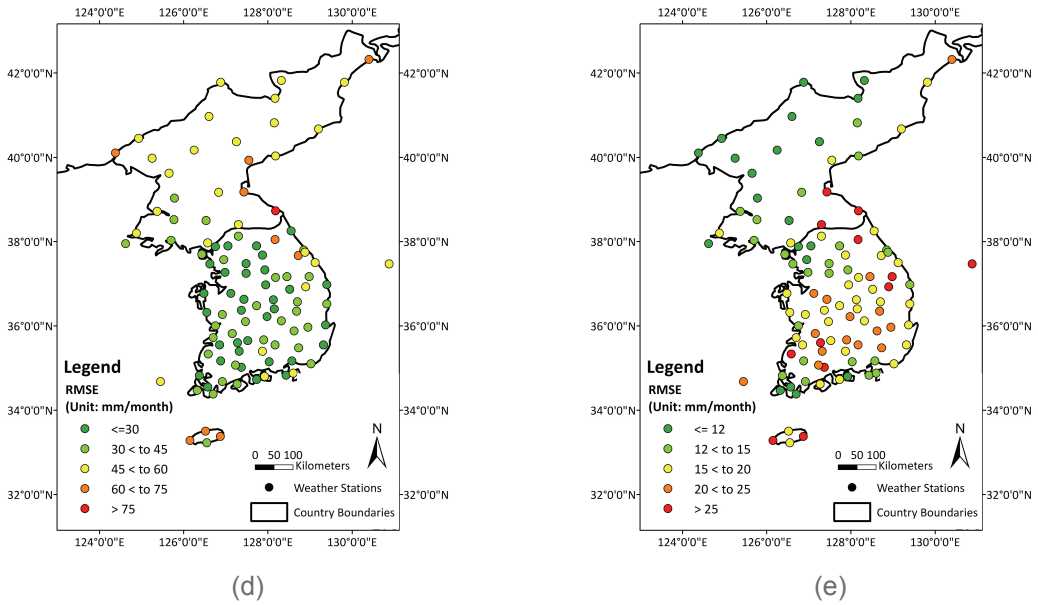 124°0'0"E 126°0'0"E 128°0'0"E 130°0'0"E
42°0'0"N 42°0'0"N
40°0'0"N 40°0'0"N
38°0'0"N 38°0'0"N
36°0'0"N 36°0'0"N
34°0'0"N 34°0'0"N
32°0'0"N 32°0'0"N
Legend
RMSE
(Unit: mm/month)
<=30
30 < to 45
45 < to 60
60 < to 75
> 75
N
0 50 100
Kilometers
Weather Stations
Country Boundaries
124°0'0"E 126°0'0"E 128°0'0"E 130°0'0"E
(d)
124°0'0"E 126°0'0"E 128°0'0"E 130°0'0"E
42°0'0"N 42°0'0"N
40°0'0"N 40°0'0"N
38°0'0"N 38°0'0"N
36°0'0"N 36°0'0"N
34°0'0"N 34°0'0"N
32°0'0"N 32°0'0"N
Legend
RMSE
(Unit: mm/month)
<= 12
12 < to 15
15 < to 20
20 < to 25
> 25
N
0 50 100
Kilometers
Weather Stations
Country Boundaries
124°0'0"E 126°0'0"E 128°0'0"E 130°0'0"E
(e)